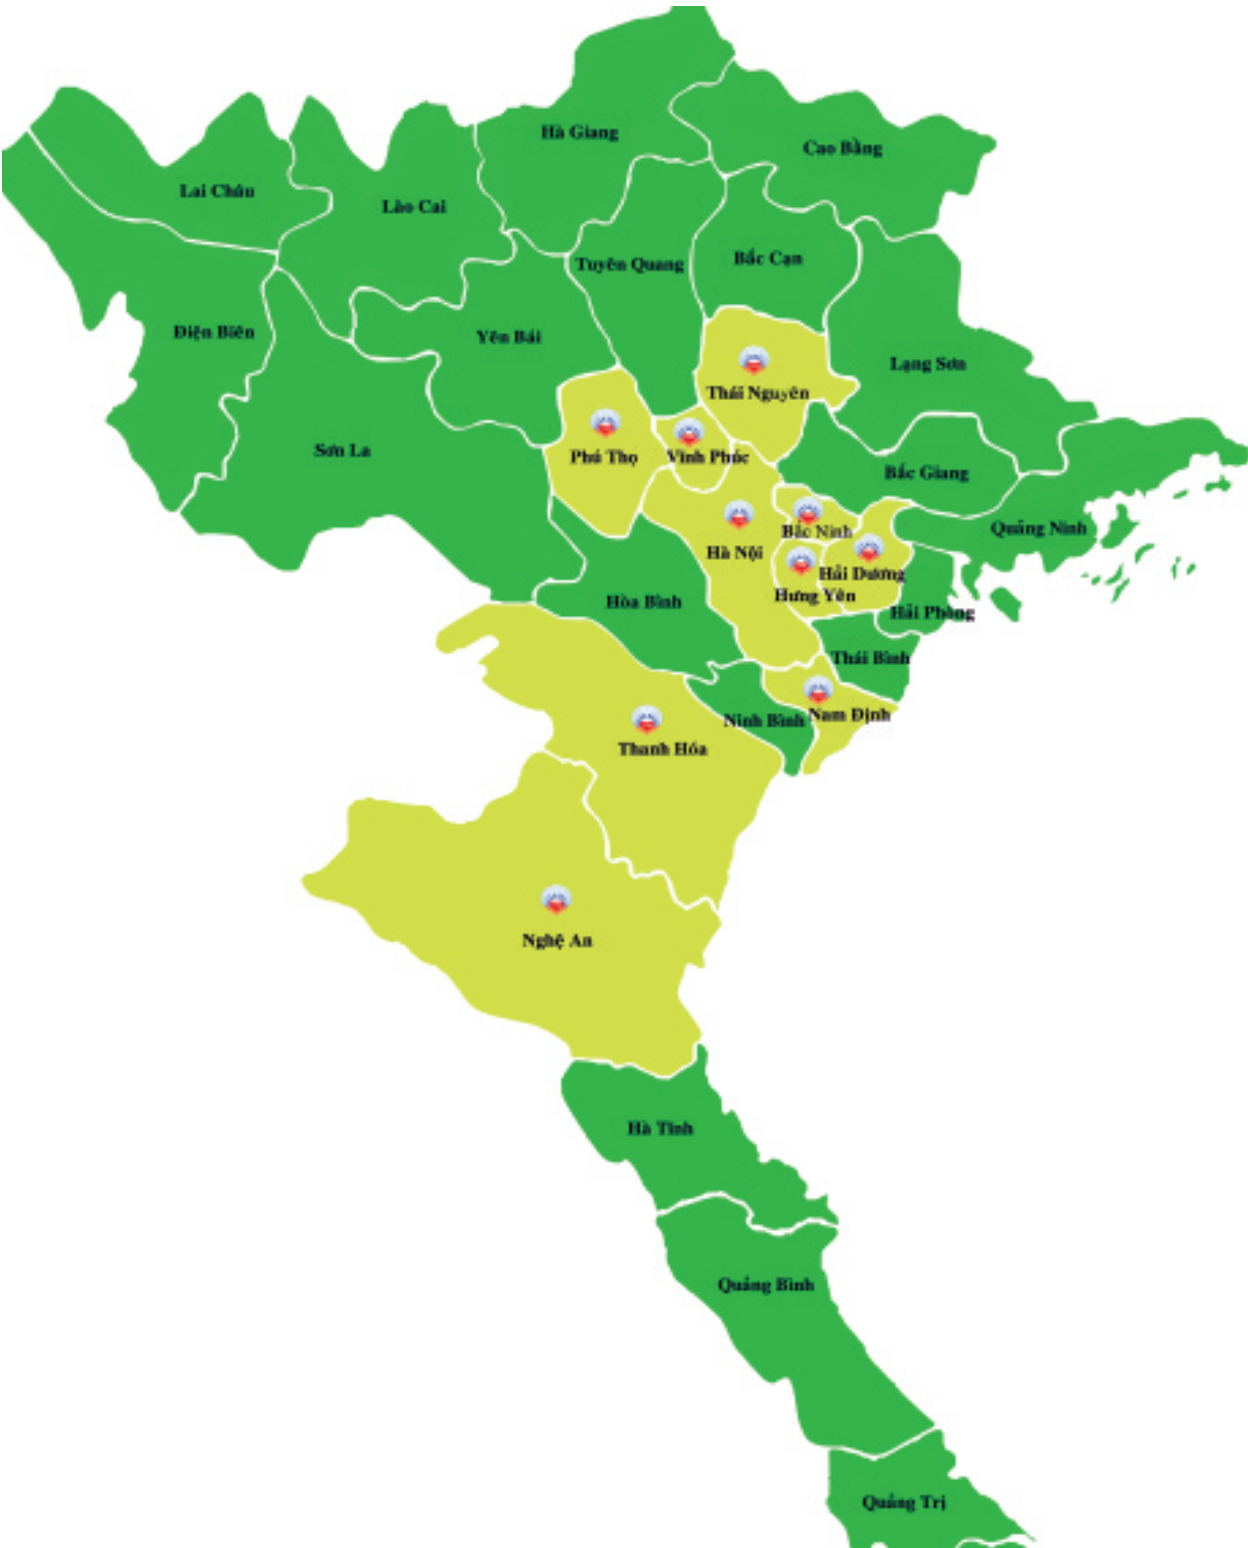 Hà Giang
Cao Bằng
Lai Châu
Lào Cai
Tuyên Quang
Bắc Cạn
Điện Biên
Yên Bái
Lạng Sơn
Thái Nguyên
Sơn La
Phú Thọ
Vĩnh Phúc
Bắc Giang
Quảng Ninh
Bắc Ninh
Hà Nội
Hải Dương
Hưng Yên
Hòa Bình
Hải Phòng
Thái Bình
Ninh Bình
Nam Định
Thanh Hóa
Nghệ An
Hà Tĩnh
Quảng Bình
Quảng Trị